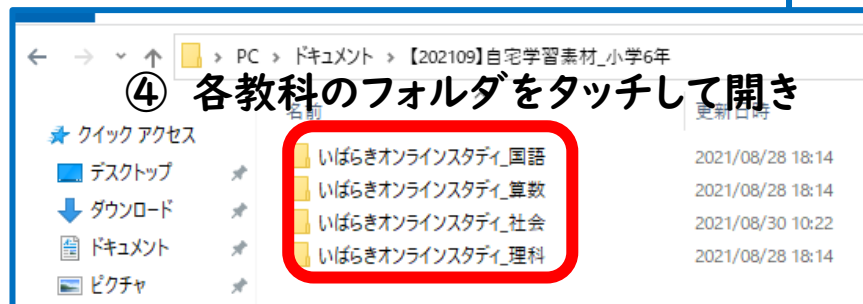 PC > ドキュメント > 【202109】自宅学習素材_小学6年
④ 各教科のフォルダをタッチして開き
名前 更新日時
クイック アクセス
デスクトップ
ダウンロード
ドキュメント
ピクチャ
いばらきオンラインスタディ_国語 2021/08/28 18:14
いばらきオンラインスタディ_算数 2021/08/28 18:14
いばらきオンラインスタディ_社会 2021/08/30 10:22
いばらきオンラインスタディ_理科 2021/08/28 18:14